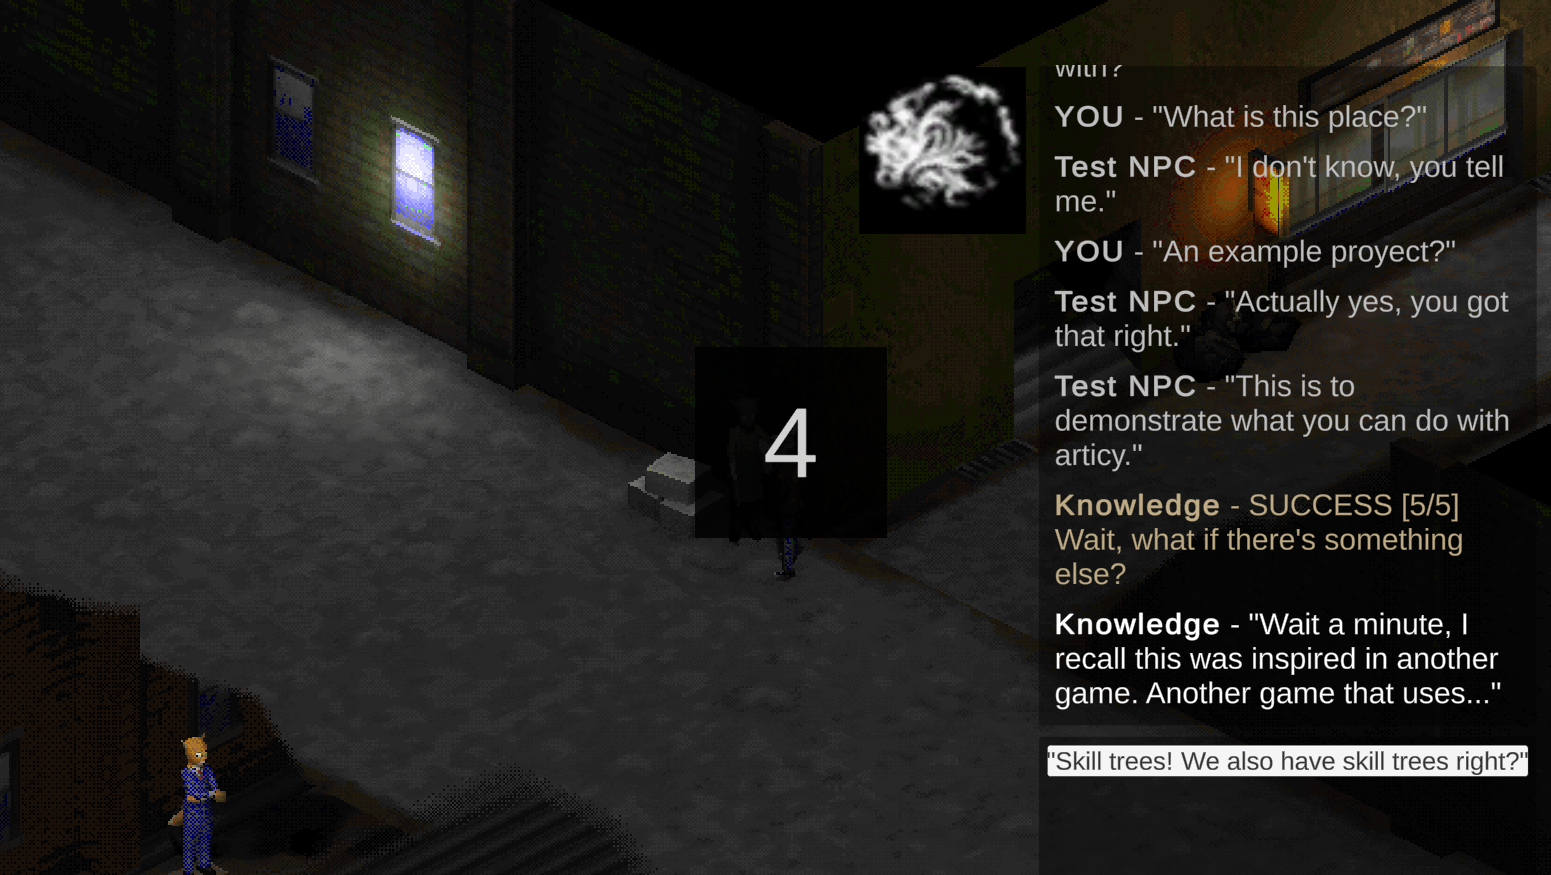 with?
YOU - "What is this place?"
Test NPC - "I don't know, you tell
me."
YOU - "An example proyect?"
Test NPC - "Actually yes, you got
that right."
Test NPC - "This is to
demonstrate what you can do with
articy."
Knowledge - SUCCESS [5/5]
Wait, what if there's something
else?
Knowledge - "Wait a minute, I
recall this was inspired in another
game. Another game that uses..."
"Skill trees! We also have skill trees right?"
4